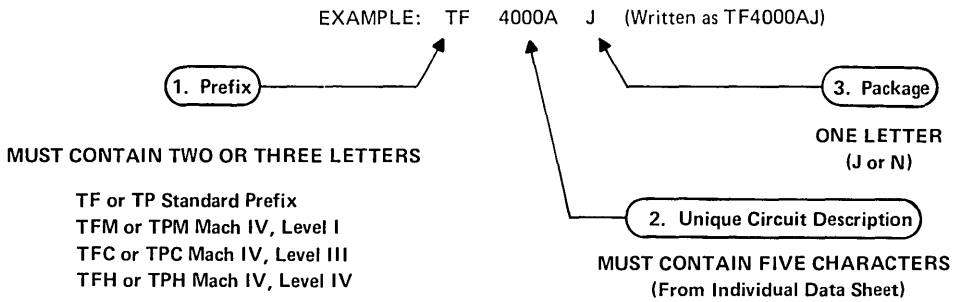 EXAMPLE: TF 4000A J (Written as TF4000AJ)
1. Prefix
MUST CONTAIN TWO OR THREE LETTERS
TF or TP Standard Prefix
TFM or TPM Mach IV, Level I
TFC or TPC Mach IV, Level III
TFH or TPH Mach IV, Level IV
3. Package
ONE LETTER
(J or N)
2. Unique Circuit Description
MUST CONTAIN FIVE CHARACTERS
(From Individual Data Sheet)